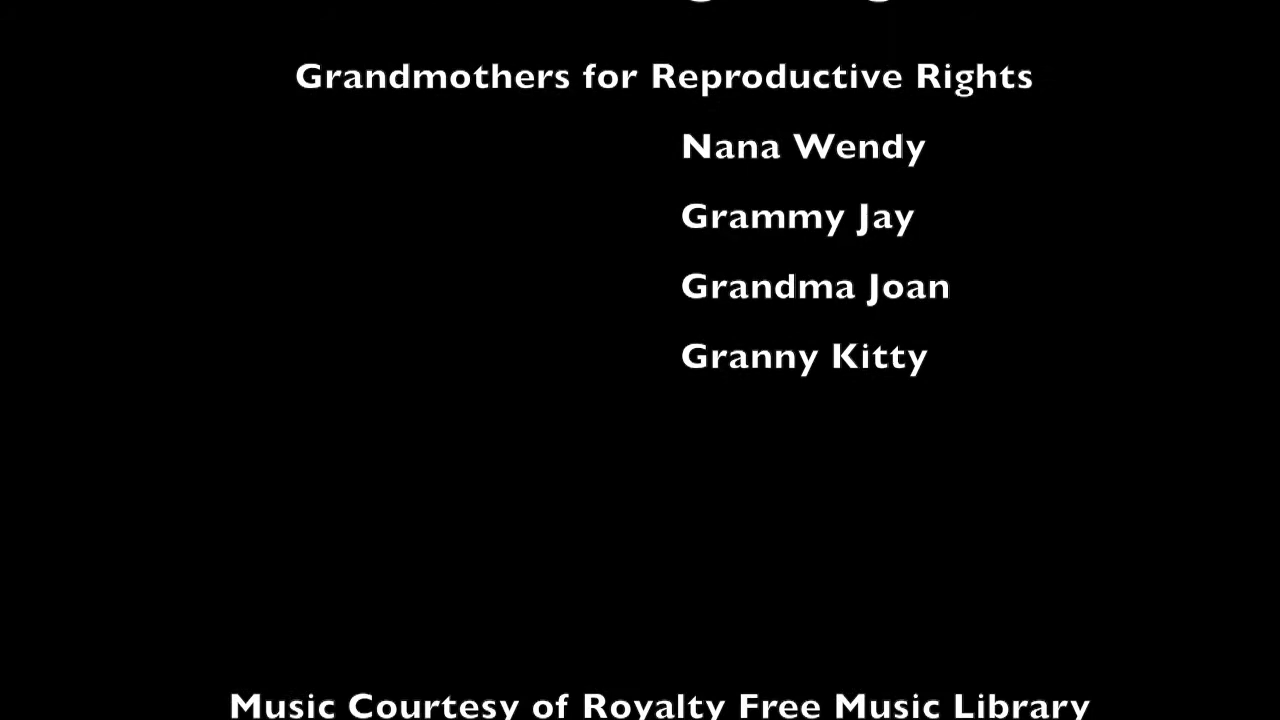 Grandmothers for Reproductive Rights
Nana Wendy
Grammy Jay
Grandma Joan
Granny Kitty
Music Courtesy of Royalty Free Music Library